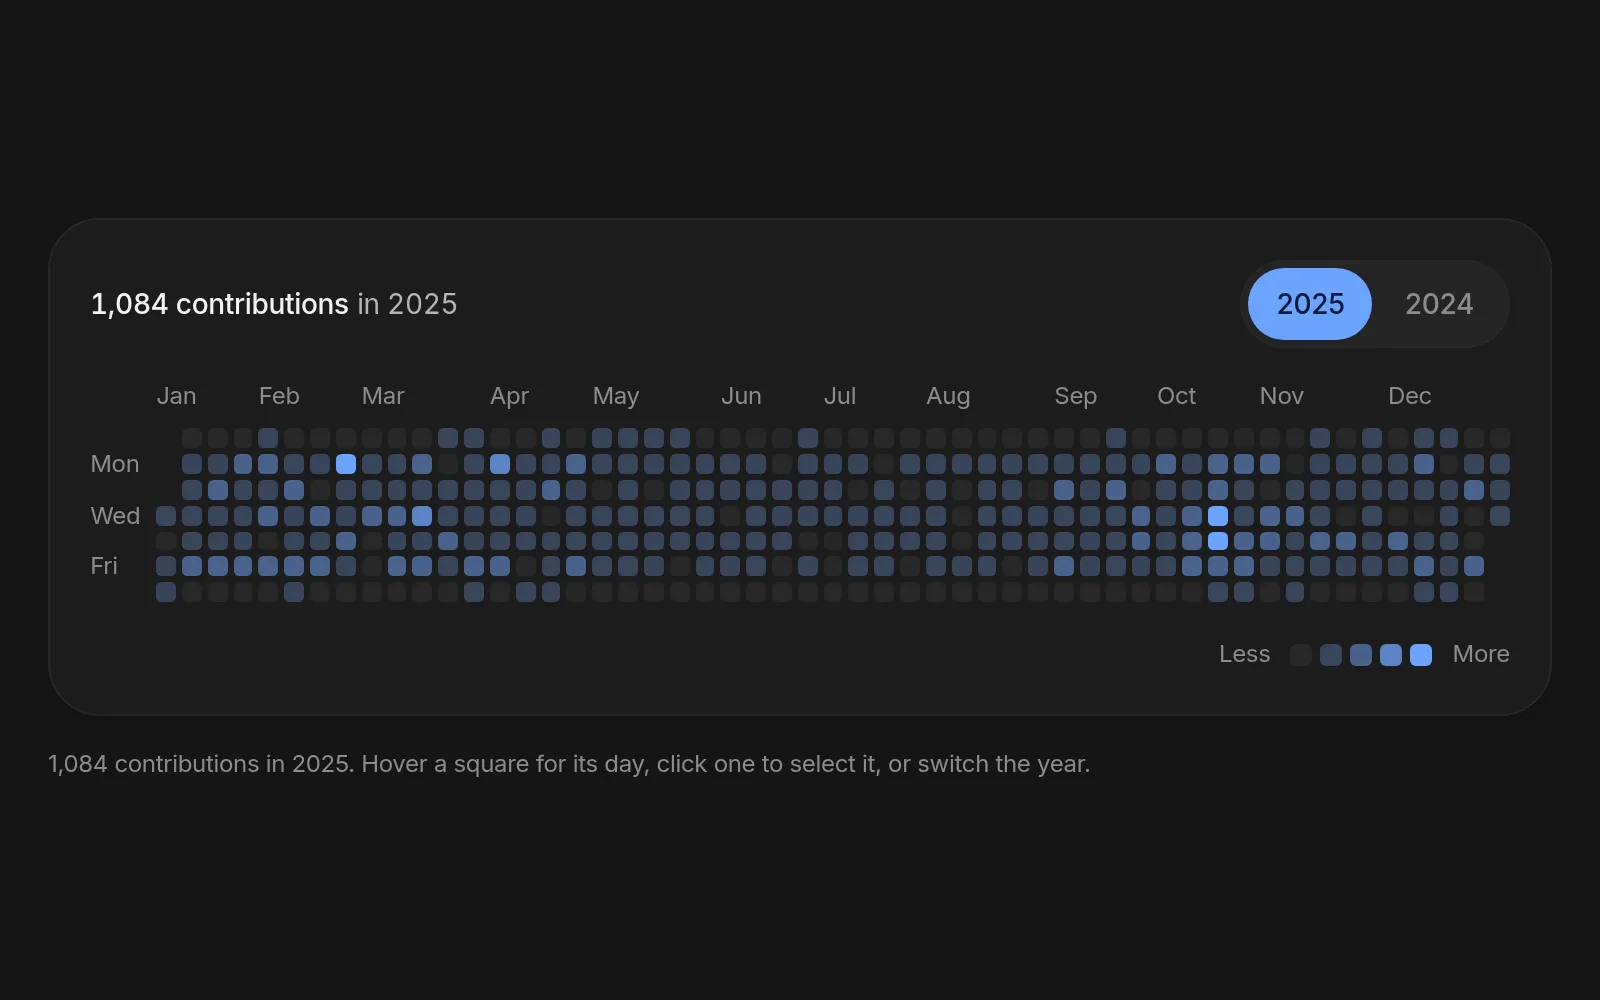 1,084 contributions in 2025
2025 2024
Jan Feb Mar Apr May Jun Jul Aug Sep Oct Nov Dec
Mon
Wed
Fri
Less More
1,084 contributions in 2025. Hover a square for its day, click one to select it, or switch the year.